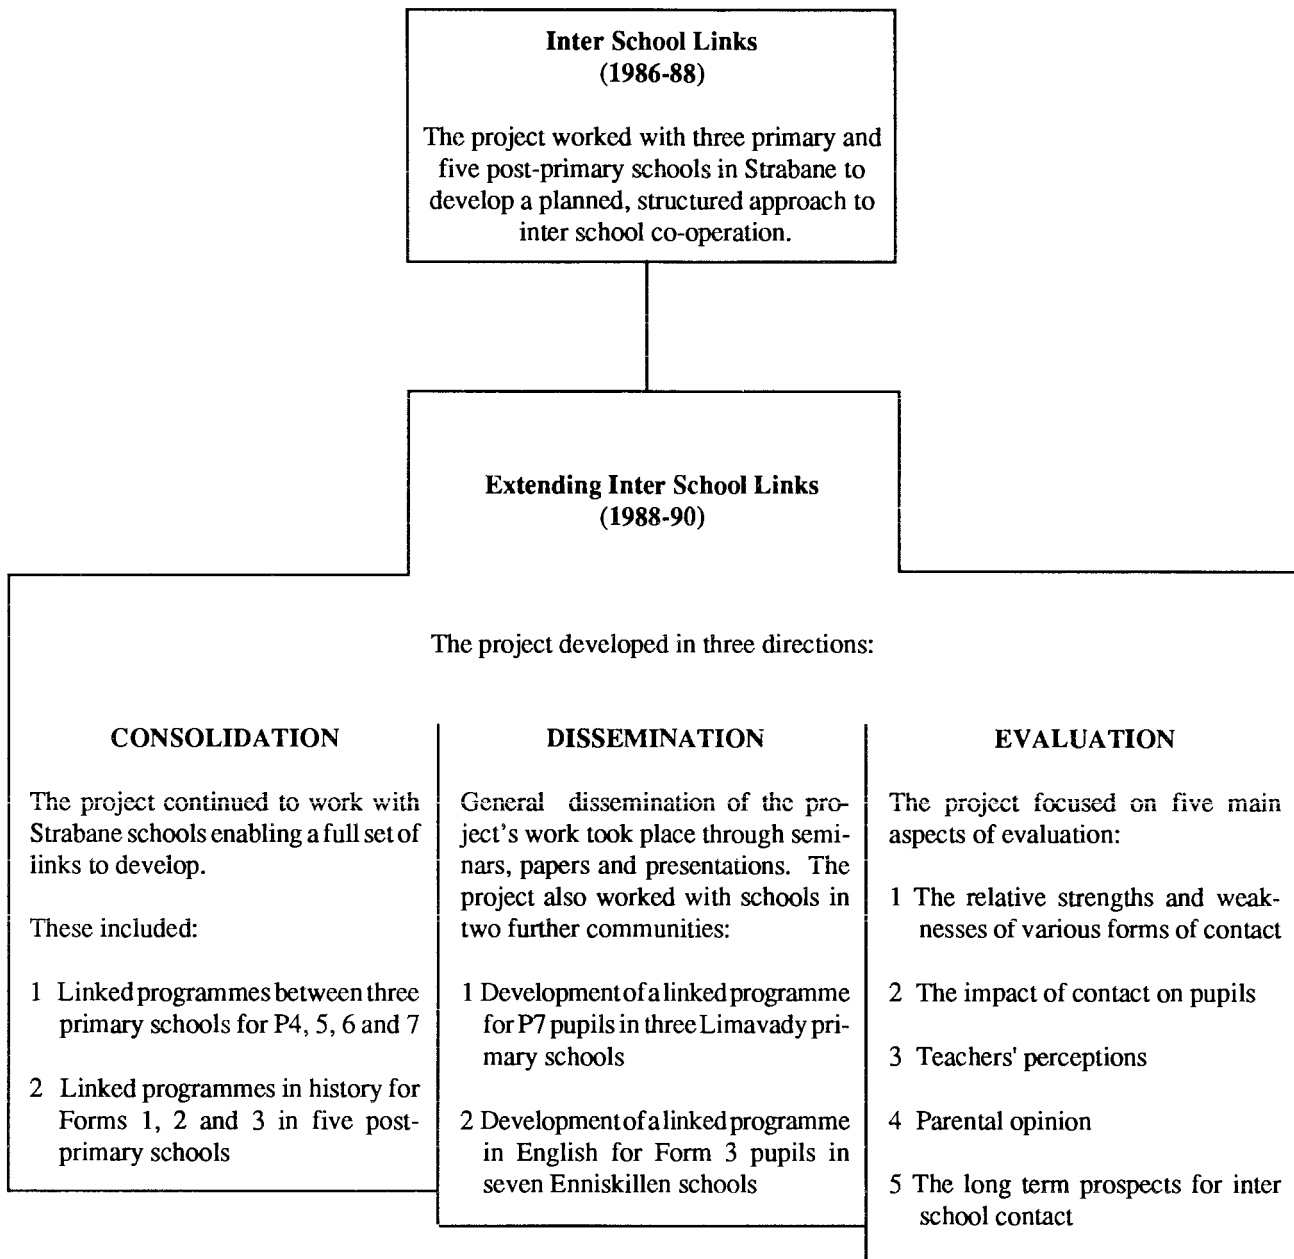 Inter School Links
(1986-88)
The project worked with three primary and
five post-primary schools in Strabane to
develop a planned, structured approach to
inter school co-operation.
Extending Inter School Links
(1988-90)
The project developed in three directions:
CONSOLIDATION
The project continued to work with
Strabane schools enabling a full set of
links to develop.
These included:
1 Linked programmes between three
primary schools for P4, 5, 6 and 7
2 Linked programmes in history for
Forms 1, 2 and 3 in five post-
primary schools
DISSEMINATION
General dissemination of the pro-
ject's work took place through semi-
nars, papers and presentations. The
project also worked with schools in
two further communities:
1 Development of a linked programme
for P7 pupils in three Limavady pri-
mary schools
2 Development of a linked programme
in English for Form 3 pupils in
seven Enniskillen schools
EVALUATION
The project focused on five main
aspects of evaluation:
1 The relative strengths and weak-
nesses of various forms of contact
2 The impact of contact on pupils
3 Teachers' perceptions
4 Parental opinion
5 The long term prospects for inter
school contact